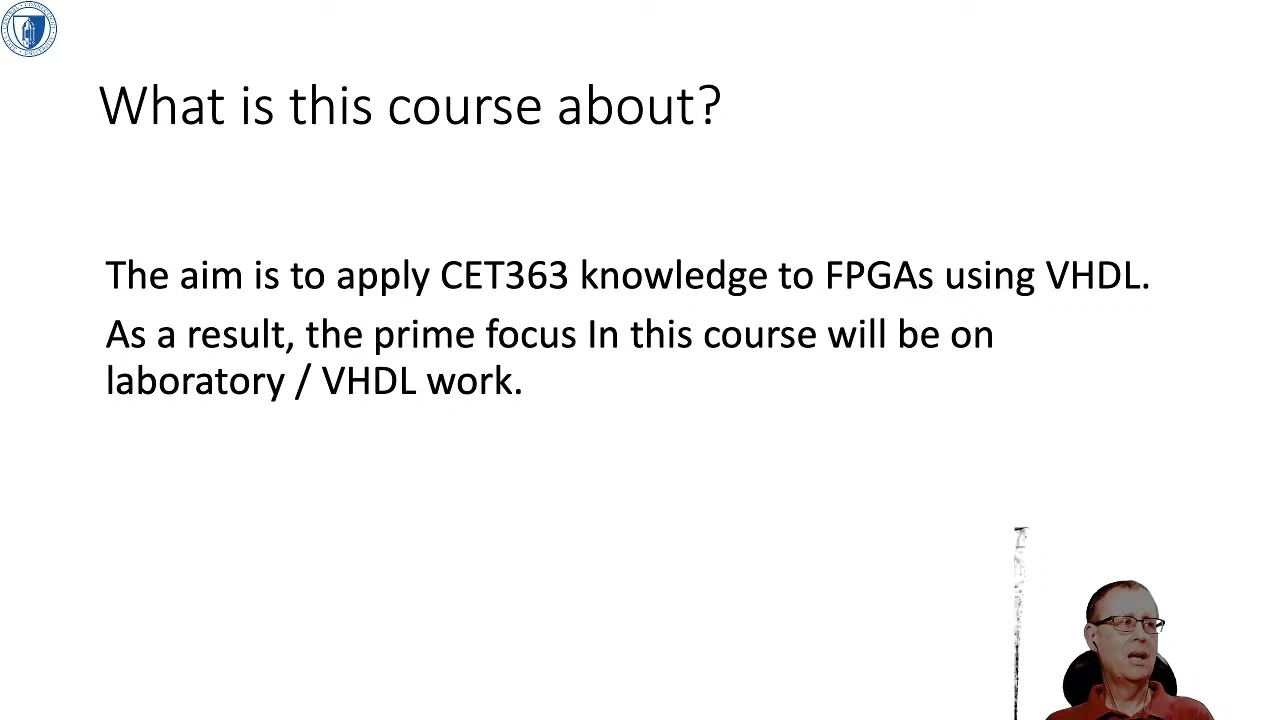 What is this course about?
The aim is to apply CET363 knowledge to FPGAs using VHDL.
As a result, the prime focus In this course will be on
laboratory / VHDL work.